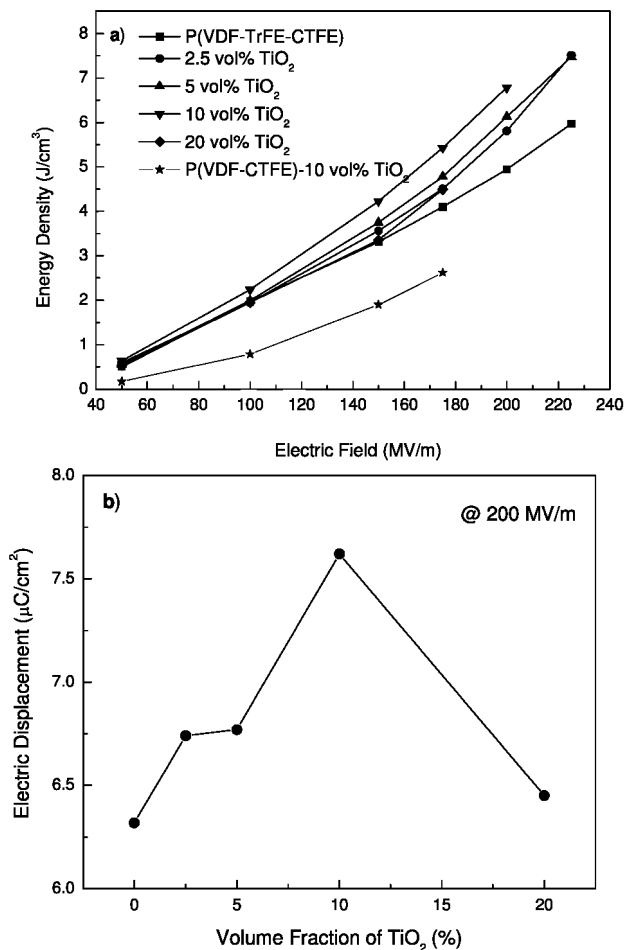 a)
P(VDF-TrFE-CTFE)
2.5 vol% TiO₂
5 vol% TiO₂
10 vol% TiO₂
20 vol% TiO₂
P(VDF-CTFE)-10 vol% TiO₂
Energy Density (J/cm³)
8
7
6
5
4
3
2
1
0
40 60 80 100 120 140 160 180 200 220 240
Electric Field (MV/m)
b)
@ 200 MV/m
Electric Displacement (μC/cm²)
8.0
7.5
7.0
6.5
6.0
0 5 10 15 20
Volume Fraction of TiO₂ (%)